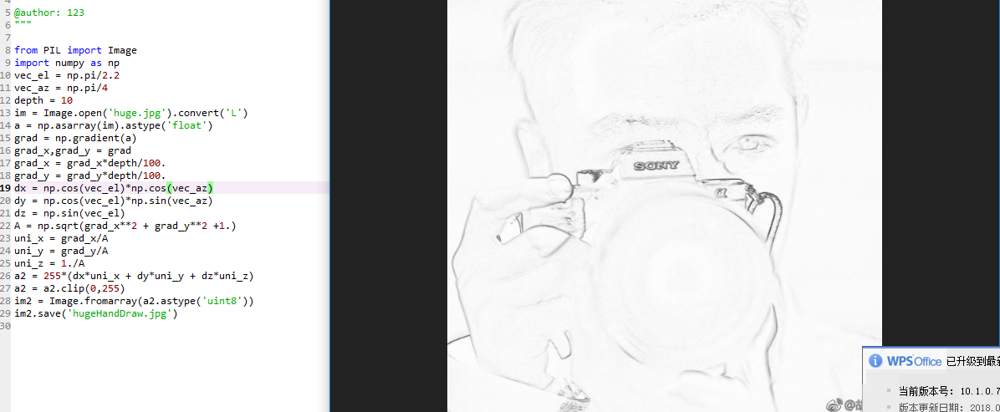 5 @author: 123
6 """
7
8 from PIL import Image
9 import numpy as np
10 vec_el = np.pi/2.2
11 vec_az = np.pi/4
12 depth = 10
13 im = Image.open('huge.jpg').convert('L')
14 a = np.asarray(im).astype('float')
15 grad = np.gradient(a)
16 grad_x,grad_y = grad
17 grad_x = grad_x*depth/100.
18 grad_y = grad_y*depth/100.
19 dx = np.cos(vec_el)*np.cos(vec_az)
20 dy = np.cos(vec_el)*np.sin(vec_az)
21 dz = np.sin(vec_el)
22 A = np.sqrt(grad_x**2 + grad_y**2 +1.)
23 uni_x = grad_x/A
24 uni_y = grad_y/A
25 uni_z = 1./A
26 a2 = 255*(dx*uni_x + dy*uni_y + dz*uni_z)
27 a2 = a2.clip(0,255)
28 im2 = Image.fromarray(a2.astype('uint8'))
29 im2.save('hugeHandDraw.jpg')
30
SONY
WPS Office 已升级到最新
当前版本号: 10.1.0.7
版本更新日期: 2018.0